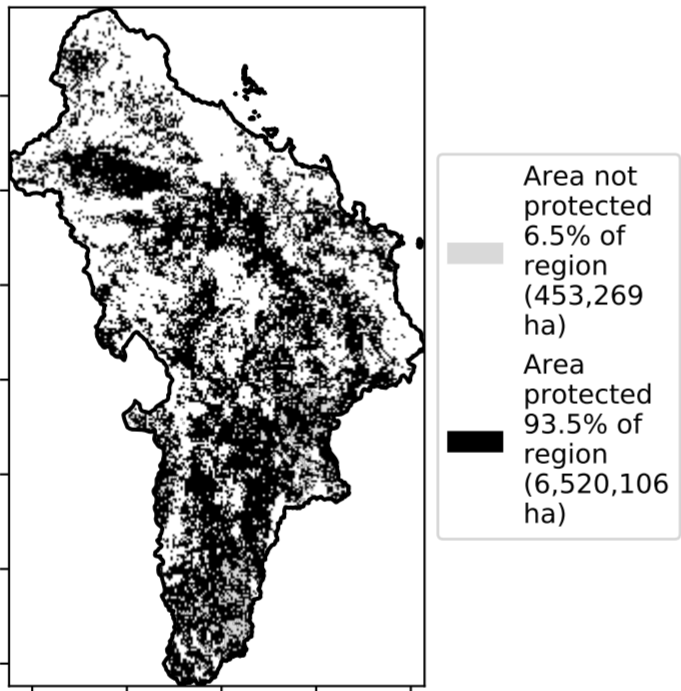 Area not
protected
6.5% of
region
(453,269
ha)
Area
protected
93.5% of
region
(6,520,106
ha)